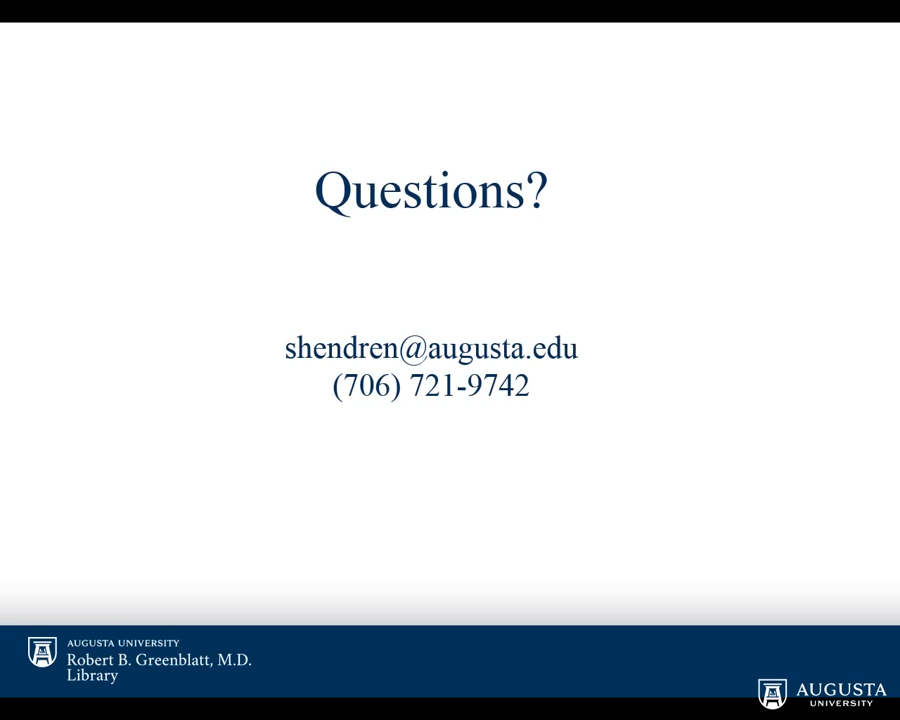 Questions?
shendren@augusta.edu
(706) 721-9742
AUGUSTA UNIVERSITY
Robert B. Greenblatt, M.D.
Library
AUGUSTA
UNIVERSITY